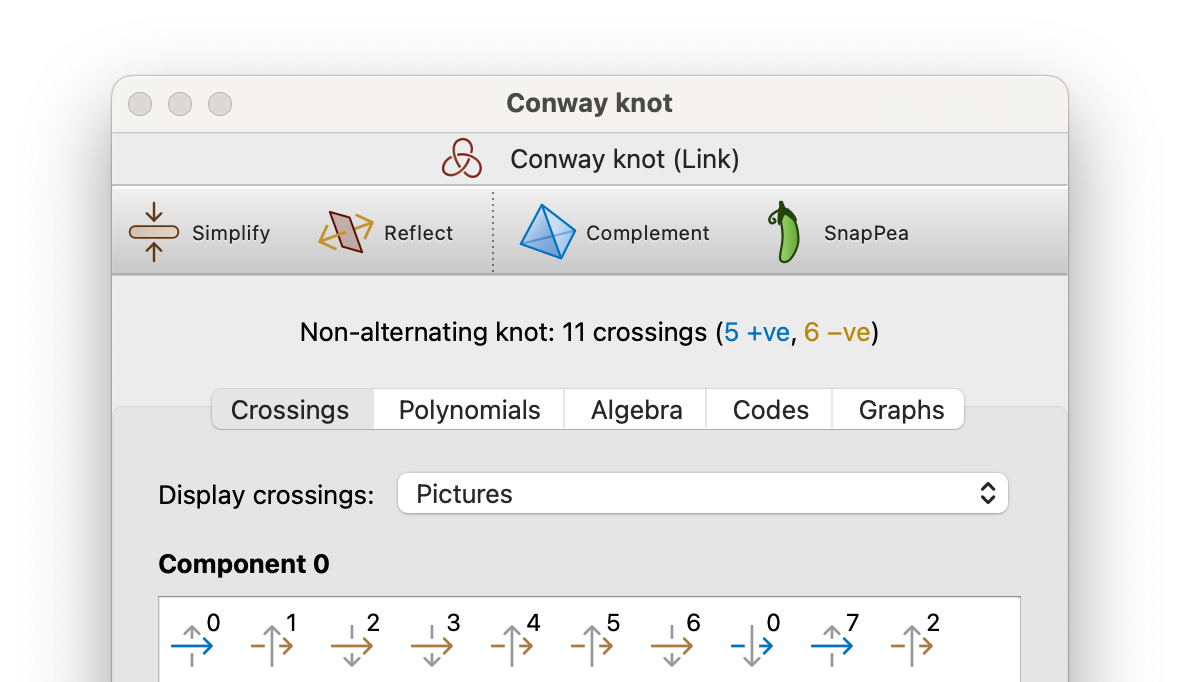 Conway knot
Conway knot (Link)
Simplify Reflect Complement SnapPea
Non-alternating knot: 11 crossings (5 +ve, 6 −ve)
Crossings Polynomials Algebra Codes Graphs
Display crossings: Pictures
Component 0
0 1 2 3 4 5 6 0 7 2